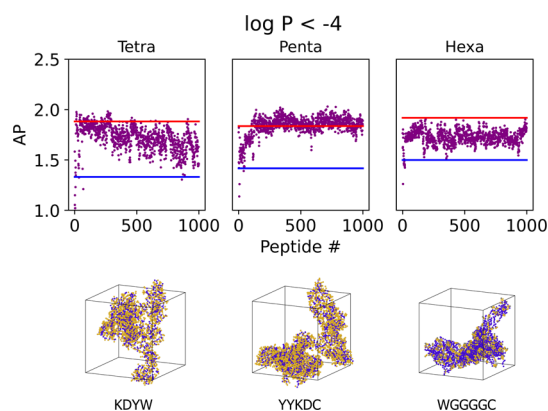 log P < -4
Tetra Penta Hexa
AP
2.5
2.0
1.5
1.0
0 500 1000 0 500 1000 0 500 1000
Peptide #
KDYW YYKDC WGGGGC